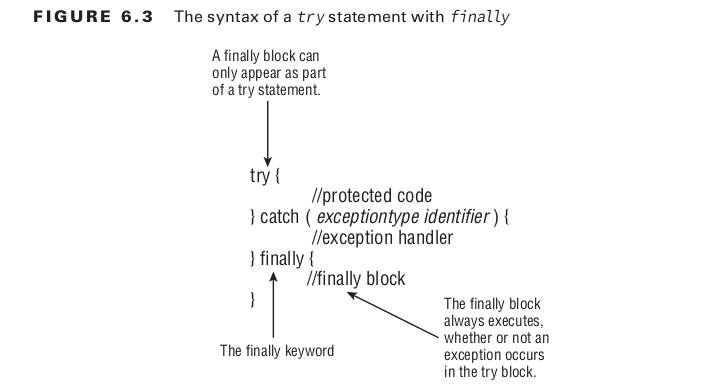 FIGURE 6.3 The syntax of a try statement with finally
A finally block can
only appear as part
of a try statement.
try {
//protected code
} catch ( exceptiontype identifier ) {
//exception handler
} finally {
//finally block
}
The finally keyword
The finally block
always executes,
whether or not an
exception occurs
in the try block.